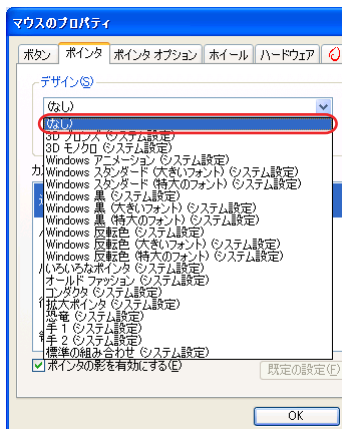 マウスのプロパティ
ボタン ポインタ ポインタ オプション ホイール ハードウェア
デザイン(S)
(なし)
(なし)
3D ブロンズ (システム設定)
3D モノクロ (システム設定)
Windows アニメーション (システム設定)
Windows スタンダード (大きいフォント) (システム設定)
Windows スタンダード (特大のフォント) (システム設定)
Windows 黒 (システム設定)
Windows 黒 (大きいフォント) (システム設定)
Windows 黒 (特大のフォント) (システム設定)
Windows 反転色 (システム設定)
Windows 反転色 (大きいフォント) (システム設定)
Windows 反転色 (特大のフォント) (システム設定)
いろいろなポインタ (システム設定)
オールド ファッション (システム設定)
コンダクタ (システム設定)
拡大ポインタ (システム設定)
恐竜 (システム設定)
手 1 (システム設定)
手 2 (システム設定)
標準の組み合わせ (システム設定)
ポインタの影を有効にする(E)
既定の設定(F)
OK